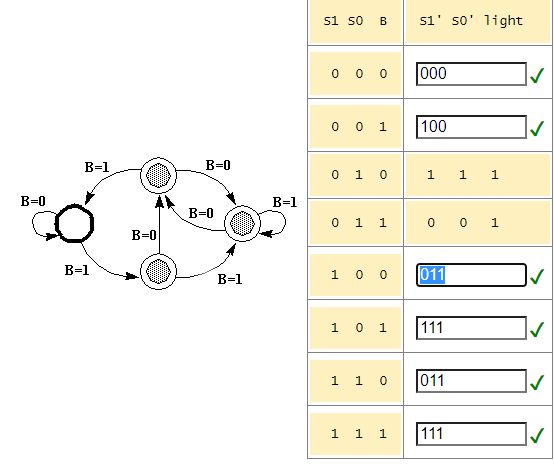 S1 S0 B S1' S0' light
0 0 0 000
0 0 1 100
0 1 0 1 1 1
0 1 1 0 0 1
1 0 0 011
1 0 1 111
1 1 0 011
1 1 1 111
B=1 B=0
B=0 B=1
B=0
B=0
B=1 B=1